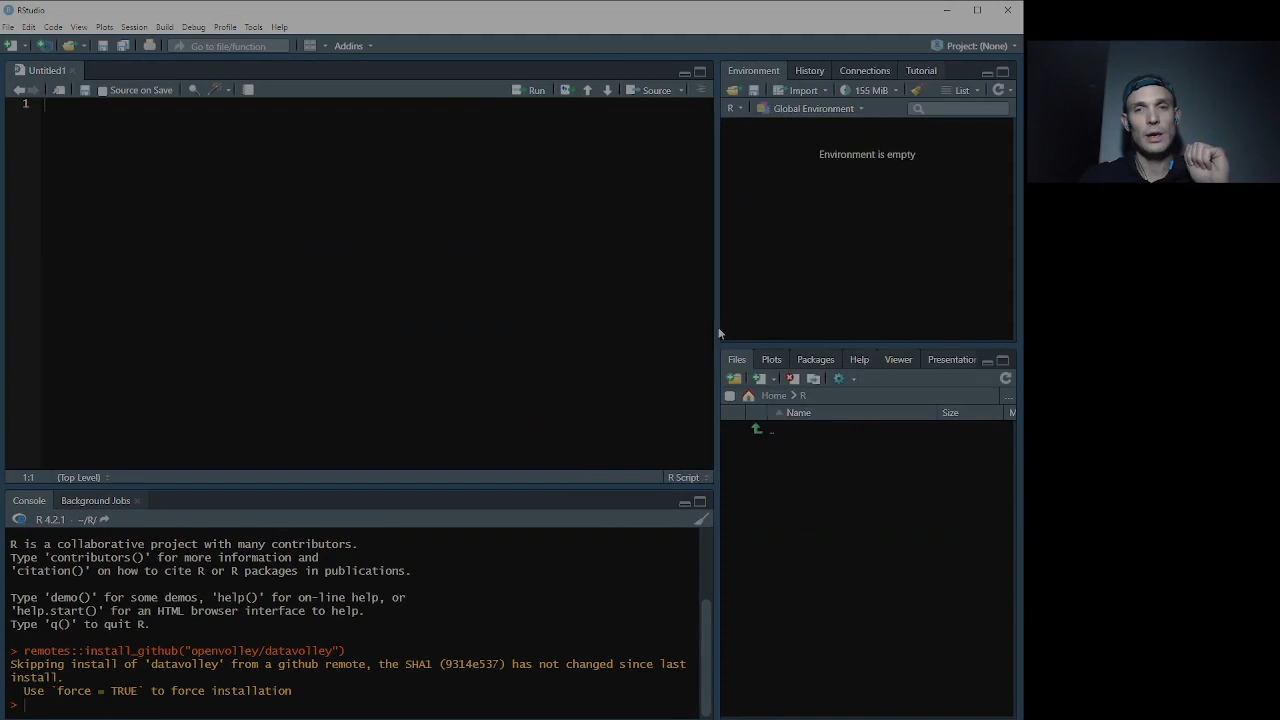 RStudio
File Edit Code View Plots Session Build Debug Profile Tools Help
Go to file/function Addins Project: (None)
Untitled1
Source on Save Run Source
1
1:1 (Top Level) R Script
Console Background Jobs
R 4.2.1 · ~/R/
R is a collaborative project with many contributors.
Type 'contributors()' for more information and
'citation()' on how to cite R or R packages in publications.
Type 'demo()' for some demos, 'help()' for on-line help, or
'help.start()' for an HTML browser interface to help.
Type 'q()' to quit R.
> remotes::install_github("openvolley/datavolley")
Skipping install of 'datavolley' from a github remote, the SHA1 (9314e537) has not changed since last
install.
Use `force = TRUE` to force installation
>
Environment History Connections Tutorial
Import 155 MiB List
R Global Environment
Environment is empty
Files Plots Packages Help Viewer Presentation
Home R ...
Name Size M
..